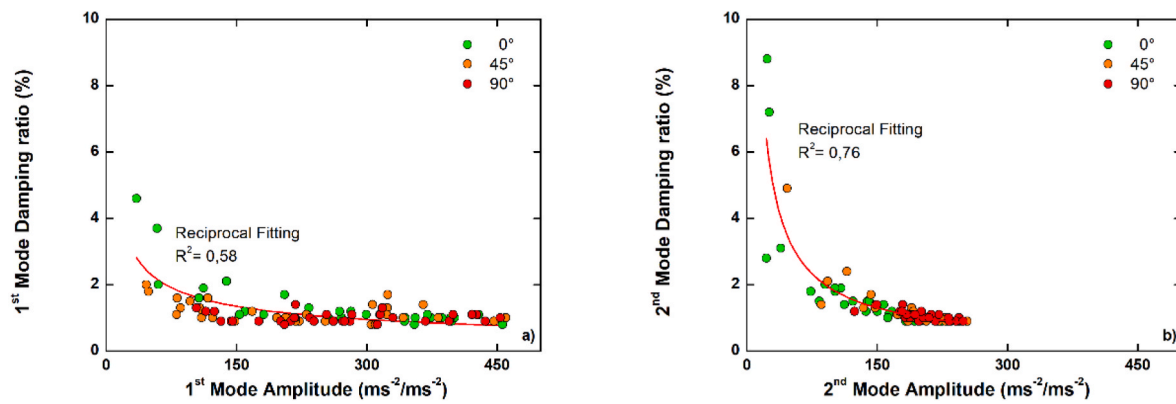 10
8
6
4
2
0
1st Mode Damping ratio (%)
0°
45°
90°
Reciprocal Fitting
R²= 0,58
a)
0 150 300 450
1st Mode Amplitude (ms⁻²/ms⁻²)
10
8
6
4
2
0
2nd Mode Damping ratio (%)
0°
45°
90°
Reciprocal Fitting
R²= 0,76
b)
0 150 300 450
2nd Mode Amplitude (ms⁻²/ms⁻²)